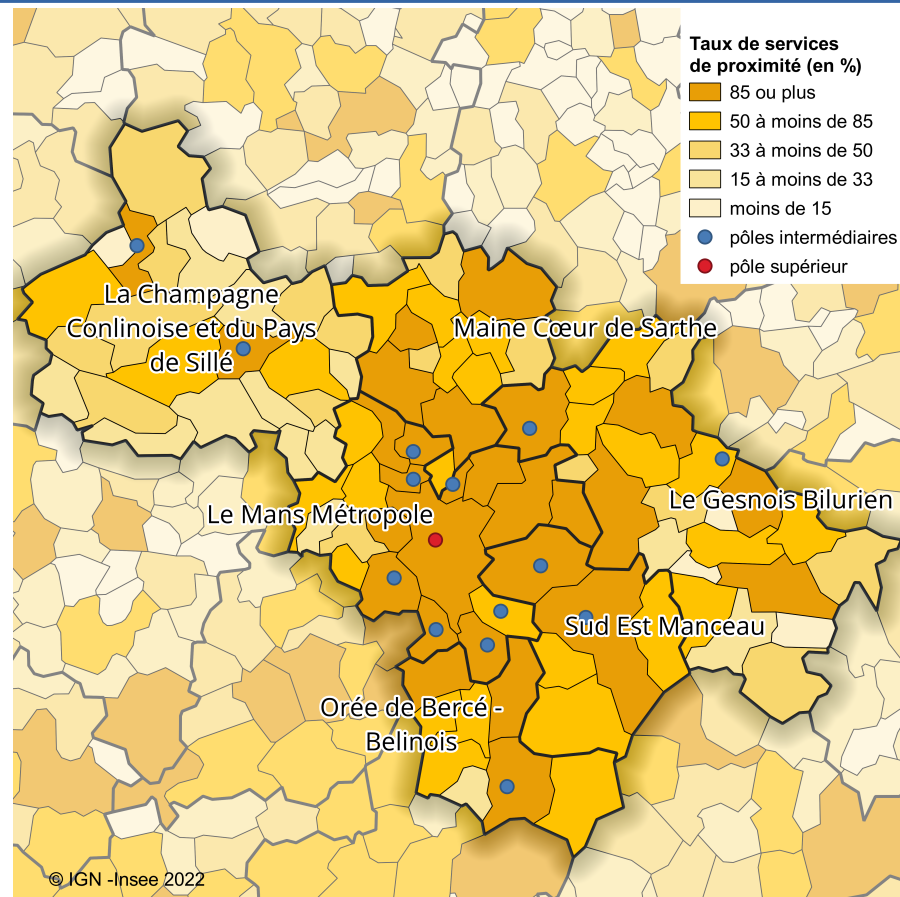 Taux de services
de proximité (en %)
85 ou plus
50 à moins de 85
33 à moins de 50
15 à moins de 33
moins de 15
pôles intermédiaires
pôle supérieur
La Champagne
Conlinoise et du Pays
de Sillé
Maine Cœur de Sarthe
Le Gesnois Bilurien
Le Mans Métropole
Sud Est Manceau
Orée de Bercé -
Belinois
© IGN -Insee 2022